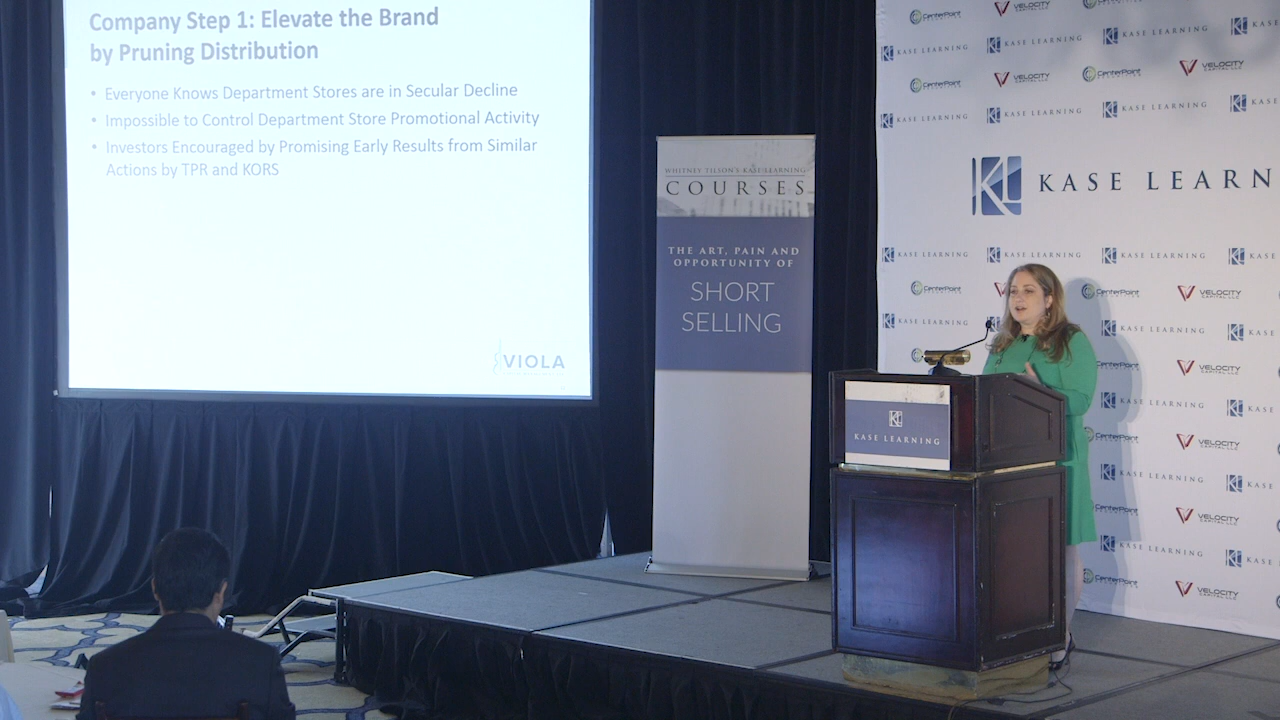 Company Step 1: Elevate the Brand
by Pruning Distribution
• Everyone Knows Department Stores are in Secular Decline
• Impossible to Control Department Store Promotional Activity
• Investors Encouraged by Promising Early Results from Similar
Actions by TPR and KORS
VIOLA
WHITNEY TILSON'S KASE LEARNING
COURSES
THE ART, PAIN AND
OPPORTUNITY OF
SHORT
SELLING
KASE LEARNING
CenterPoint
VELOCITY
CAPITAL LLC
KASE LEARN
KASE LEARNING